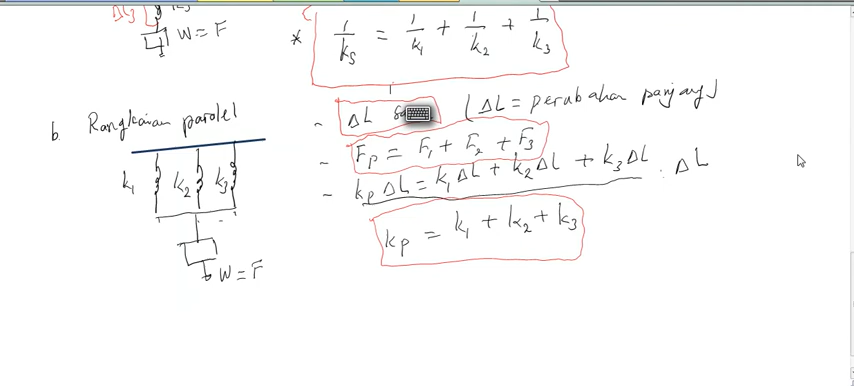 ΔL3
W = F
* 1/ks = 1/k1 + 1/k2 + 1/k3
b. Rangkaian paralel
- ΔL (ΔL = perubahan panjang)
- Fp = F1 + F2 + F3
- kp ΔL = k1 ΔL + k2 ΔL + k3 ΔL : ΔL
kp = k1 + k2 + k3
k1 k2 k3
W = F